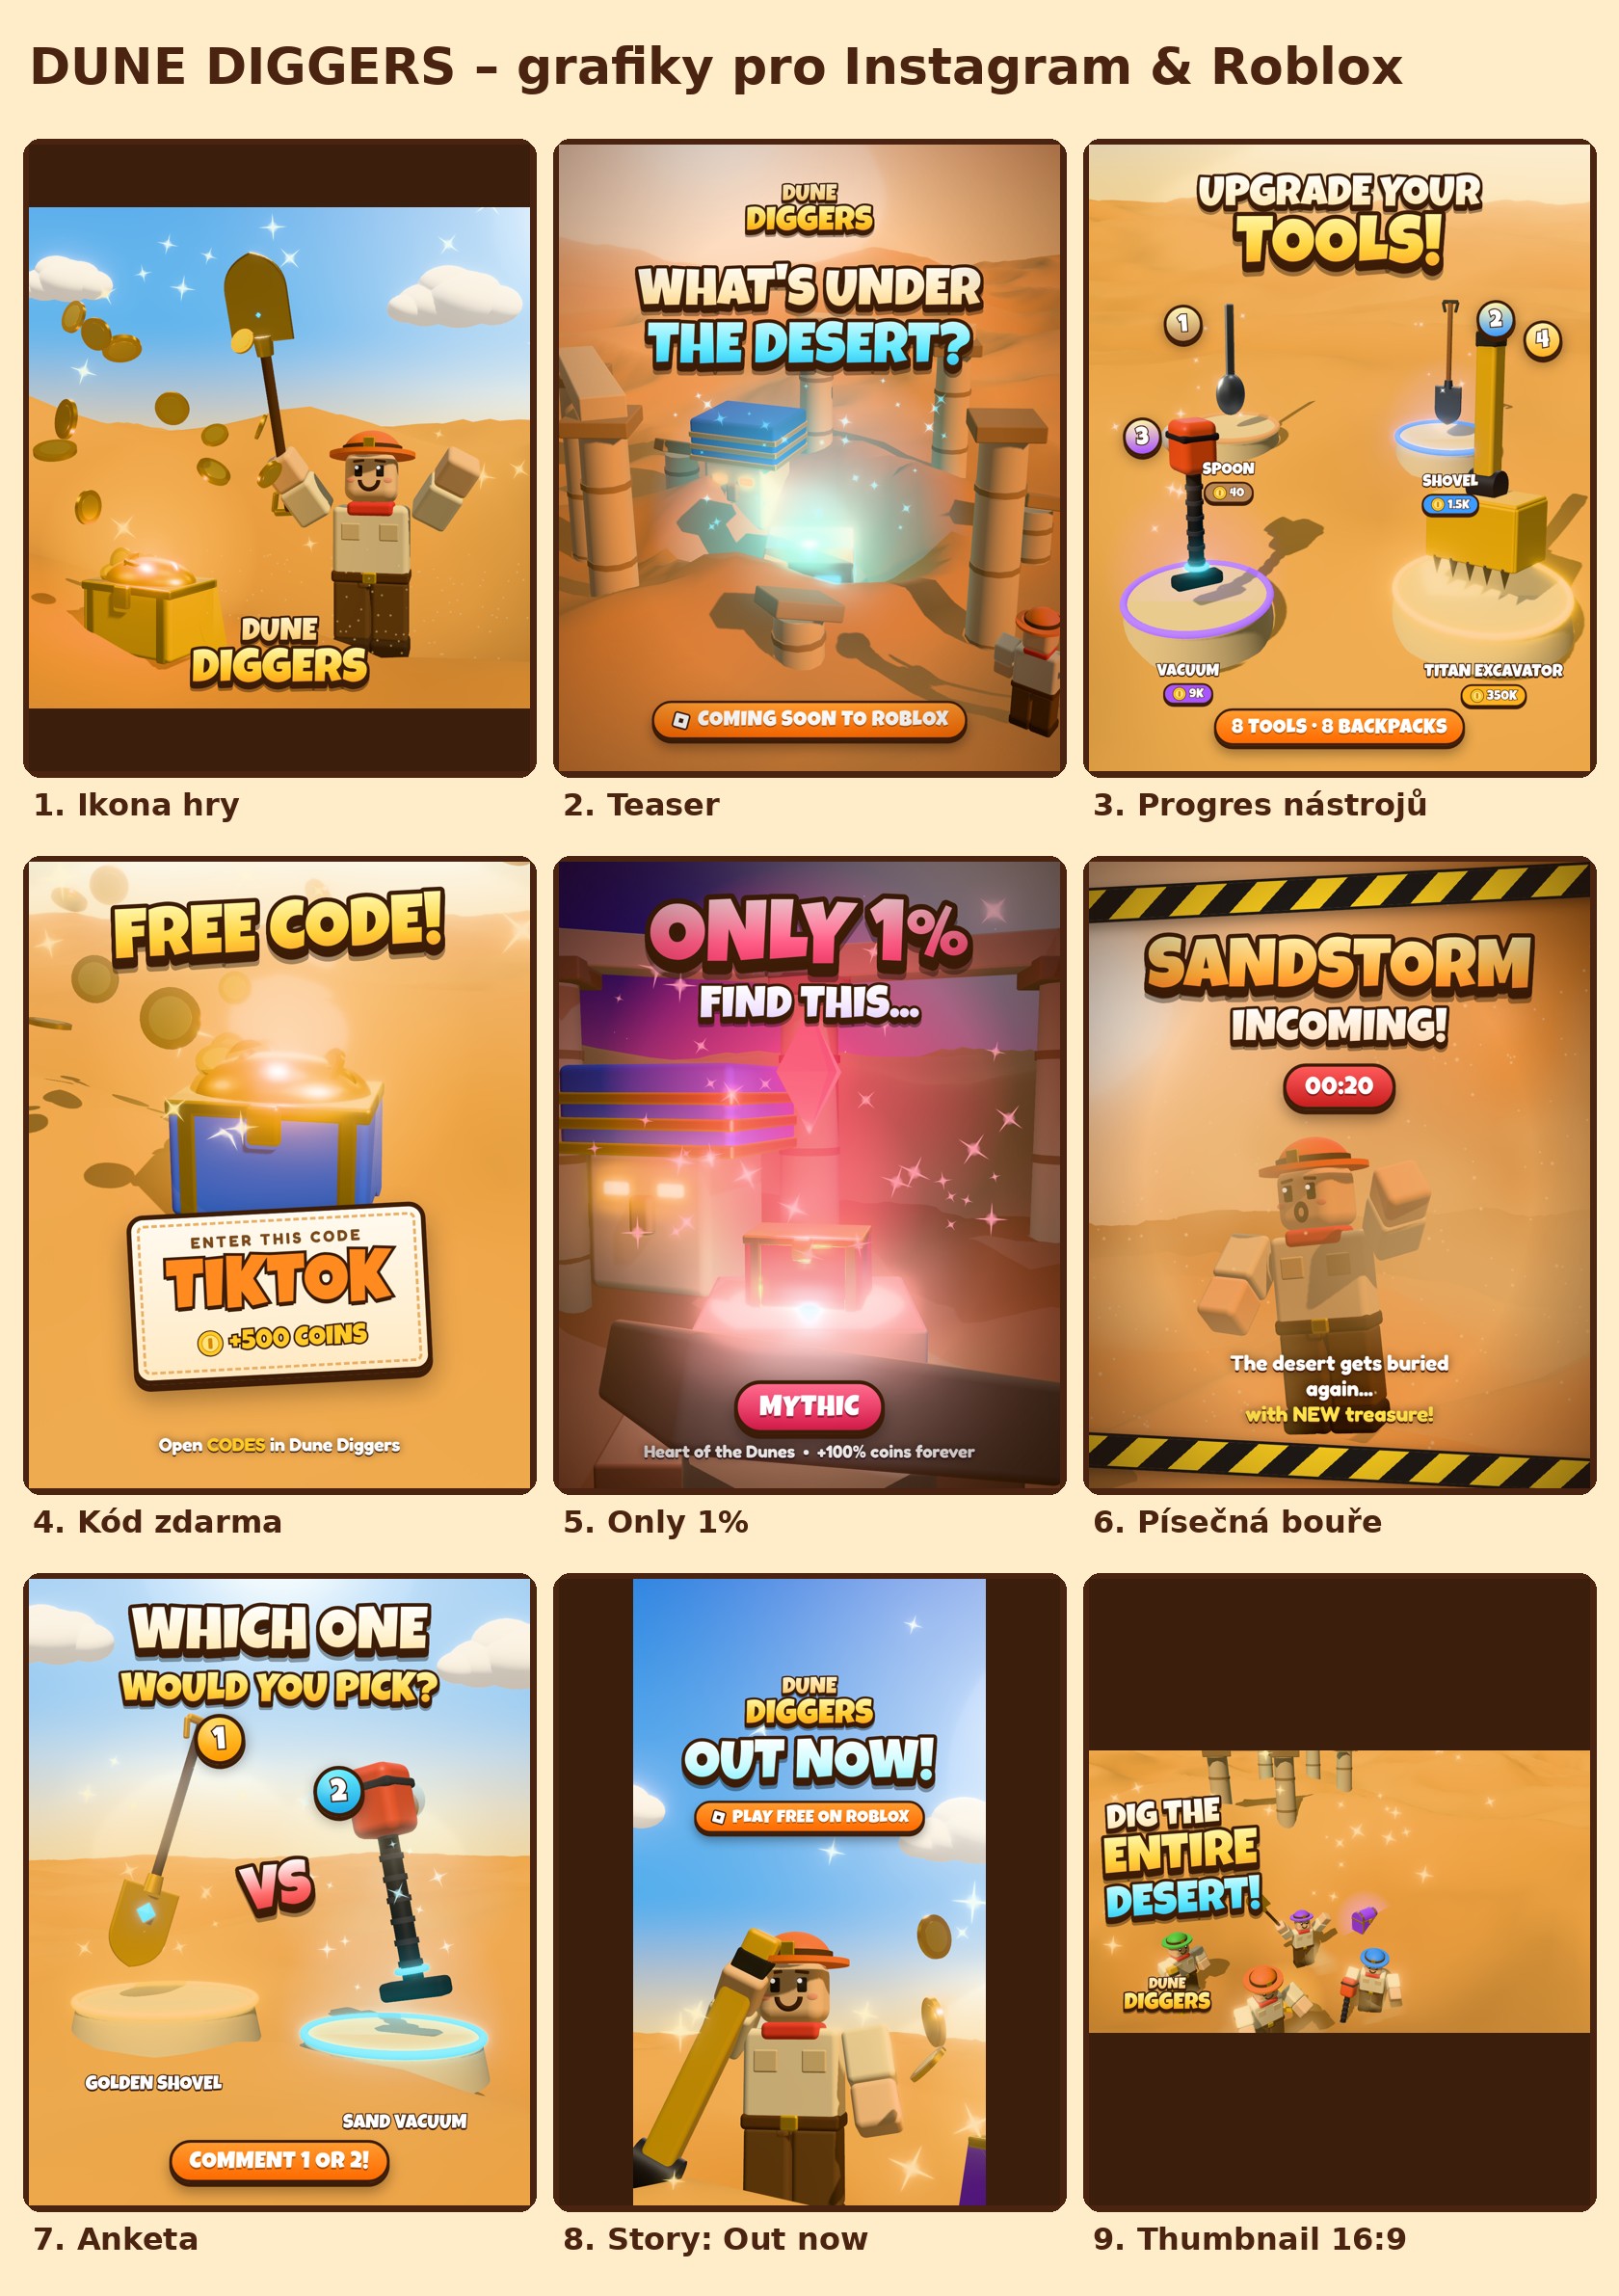 DUNE DIGGERS – grafiky pro Instagram & Roblox
DUNE
DIGGERS
1. Ikona hry
DUNE
DIGGERS
WHAT'S UNDER
THE DESERT?
COMING SOON TO ROBLOX
2. Teaser
UPGRADE YOUR
TOOLS!
1
2
4
3
SPOON
40
SHOVEL
1.5K
VACUUM
9K
TITAN EXCAVATOR
350K
8 TOOLS • 8 BACKPACKS
3. Progres nástrojů
FREE CODE!
ENTER THIS CODE
TIKTOK
+500 COINS
Open CODES in Dune Diggers
4. Kód zdarma
ONLY 1%
FIND THIS...
MYTHIC
Heart of the Dunes • +100% coins forever
5. Only 1%
SANDSTORM
INCOMING!
00:20
The desert gets buried
again...
with NEW treasure!
6. Písečná bouře
WHICH ONE
WOULD YOU PICK?
1
2
VS
GOLDEN SHOVEL
SAND VACUUM
COMMENT 1 OR 2!
7. Anketa
DUNE
DIGGERS
OUT NOW!
PLAY FREE ON ROBLOX
8. Story: Out now
DIG THE
ENTIRE
DESERT!
DUNE
DIGGERS
9. Thumbnail 16:9